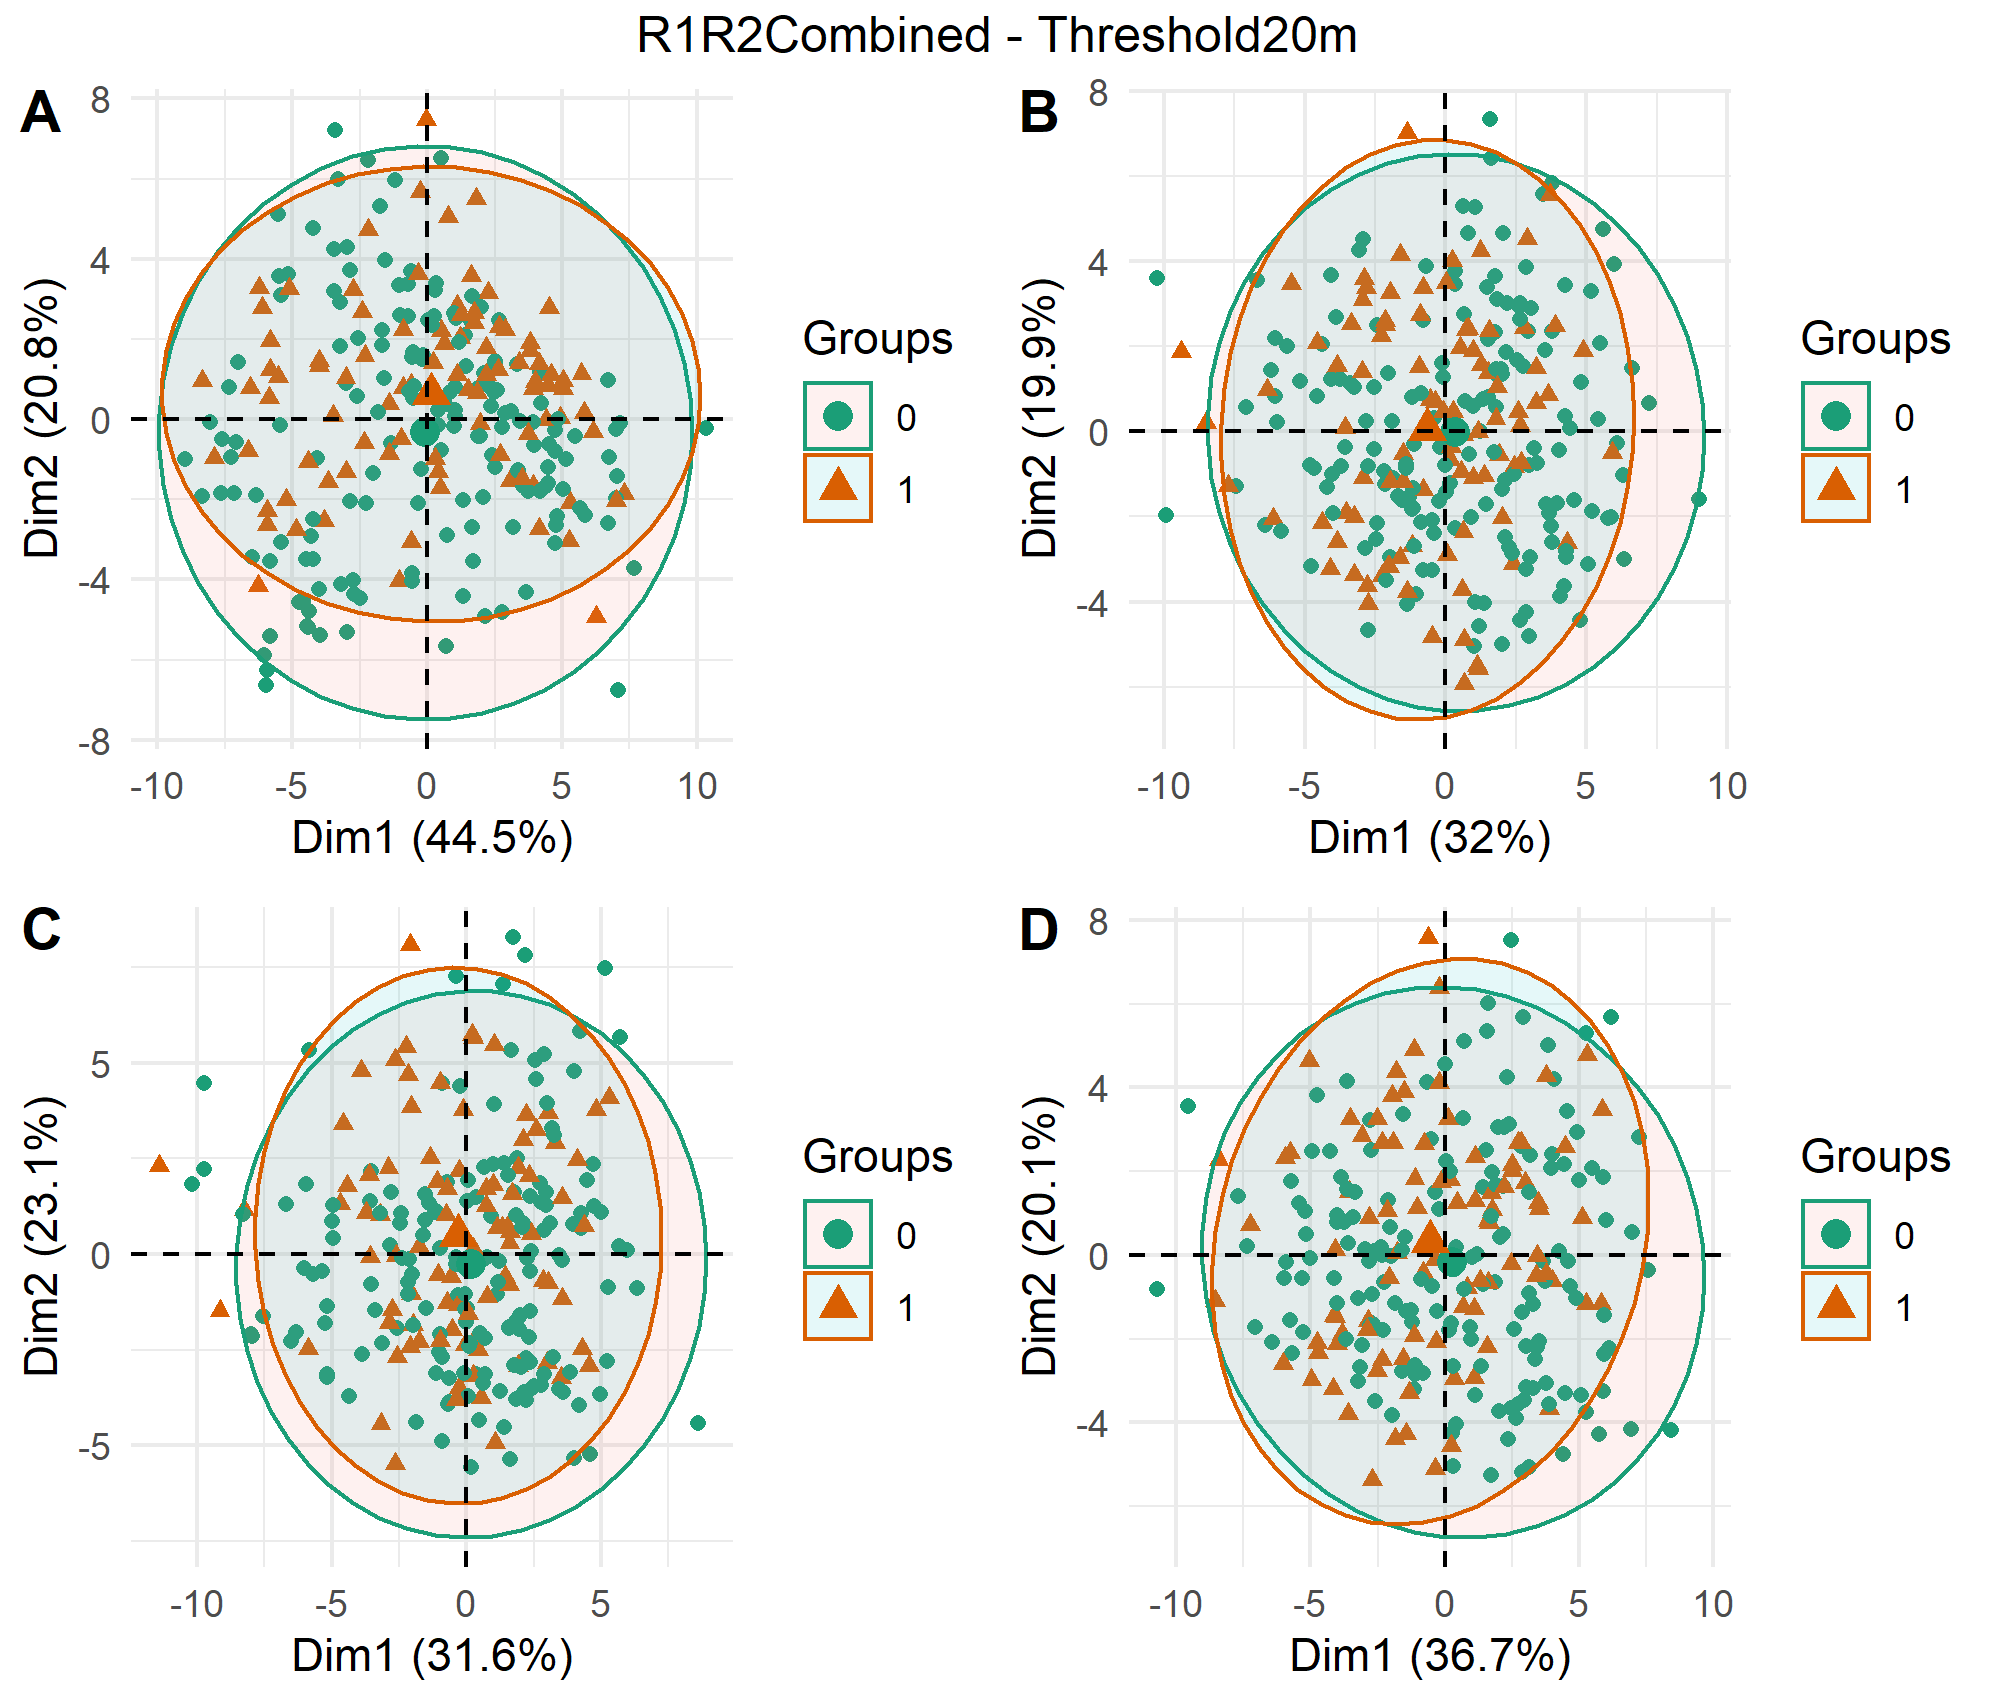 R1R2Combined - Threshold20m
A
8
4
0
-4
-8
Dim2 (20.8%)
-10 -5 0 5 10
Dim1 (44.5%)
Groups
0
1
B
8
4
0
-4
Dim2 (19.9%)
-10 -5 0 5 10
Dim1 (32%)
Groups
0
1
C
5
0
-5
Dim2 (23.1%)
-10 -5 0 5
Dim1 (31.6%)
Groups
0
1
D
8
4
0
-4
Dim2 (20.1%)
-10 -5 0 5 10
Dim1 (36.7%)
Groups
0
1